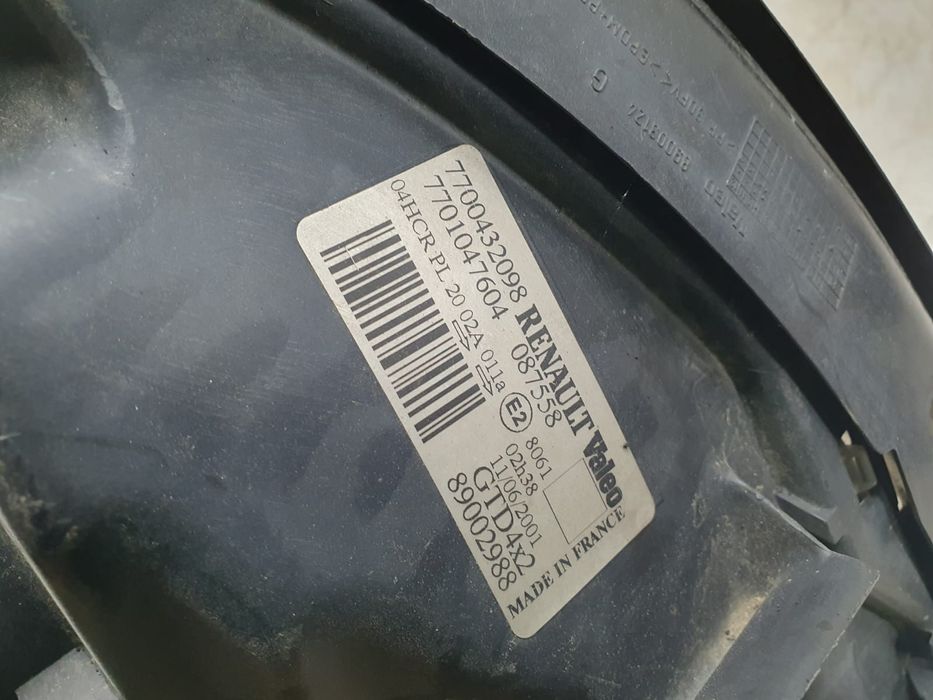 7700432098 RENAULT Valeo
7701047604 087558
04HCR PL 20 02A 011a E2 8061
02h38
11/06/2001
GTD4x2
89002988
MADE IN FRANCE
G